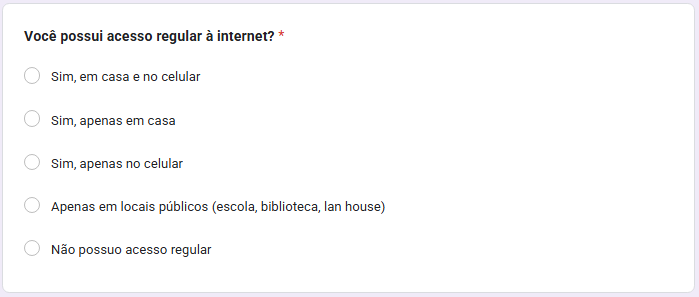 Você possui acesso regular à internet? *
Sim, em casa e no celular
Sim, apenas em casa
Sim, apenas no celular
Apenas em locais públicos (escola, biblioteca, lan house)
Não possuo acesso regular